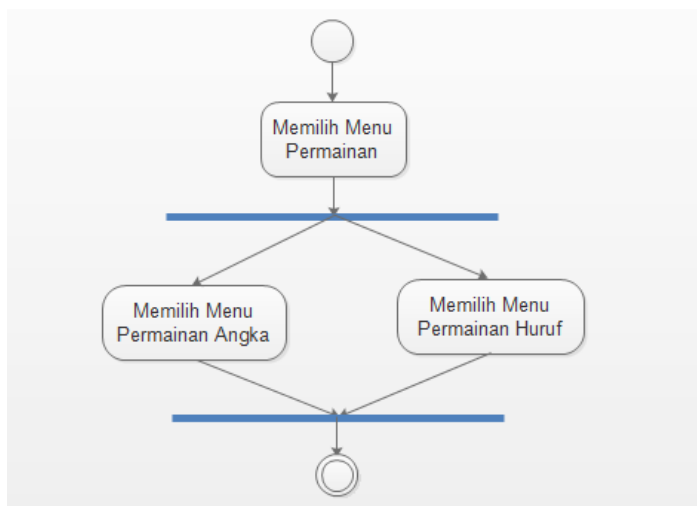 Memilih Menu
Permainan
Memilih Menu
Permainan Angka
Memilih Menu
Permainan Huruf